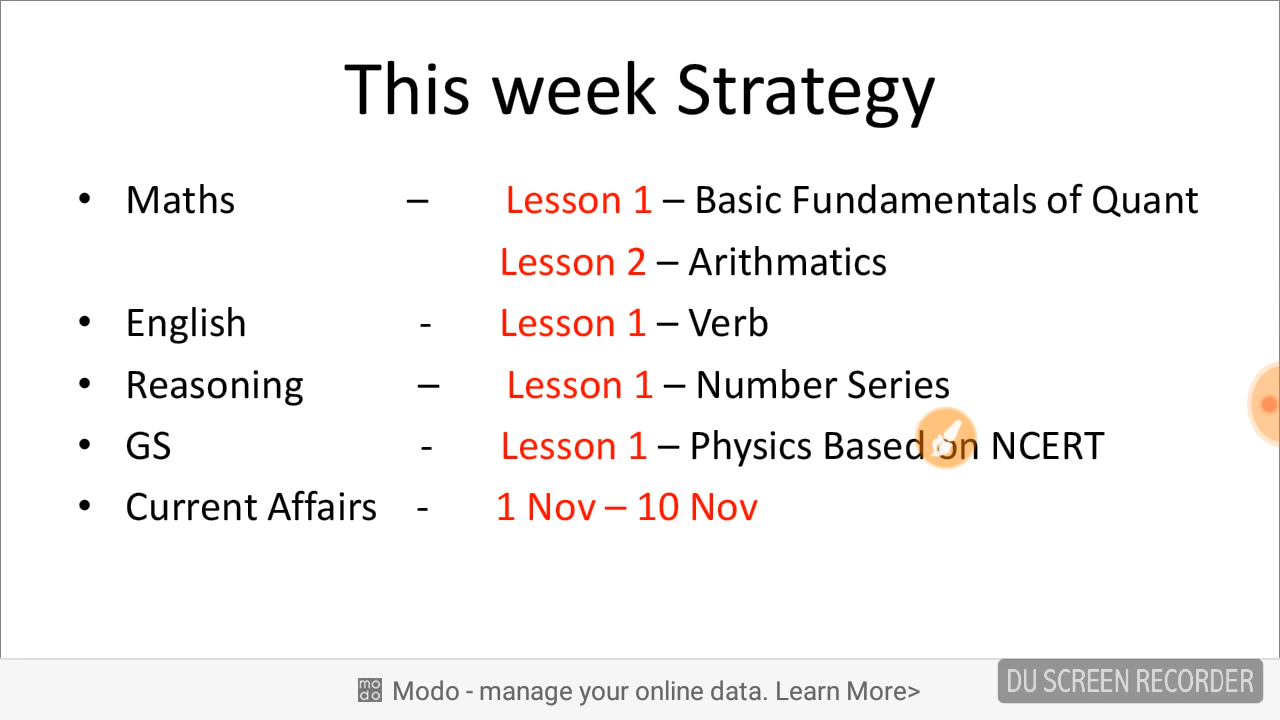 This week Strategy
• Maths – Lesson 1 – Basic Fundamentals of Quant
Lesson 2 – Arithmatics
• English - Lesson 1 – Verb
• Reasoning – Lesson 1 – Number Series
• GS - Lesson 1 – Physics Based on NCERT
• Current Affairs - 1 Nov – 10 Nov
modo Modo - manage your online data. Learn More>
DU SCREEN RECORDER